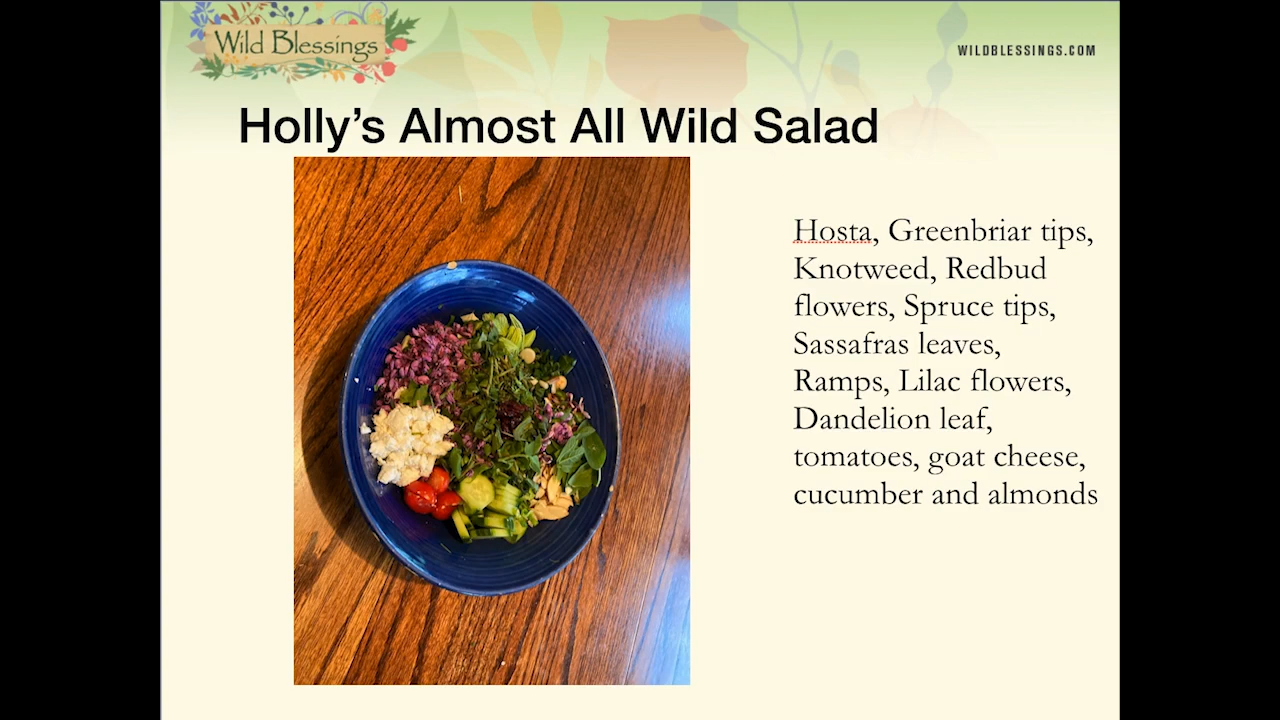 Wild Blessings
WILDBLESSINGS.COM
Holly's Almost All Wild Salad
Hosta, Greenbriar tips,
Knotweed, Redbud
flowers, Spruce tips,
Sassafras leaves,
Ramps, Lilac flowers,
Dandelion leaf,
tomatoes, goat cheese,
cucumber and almonds